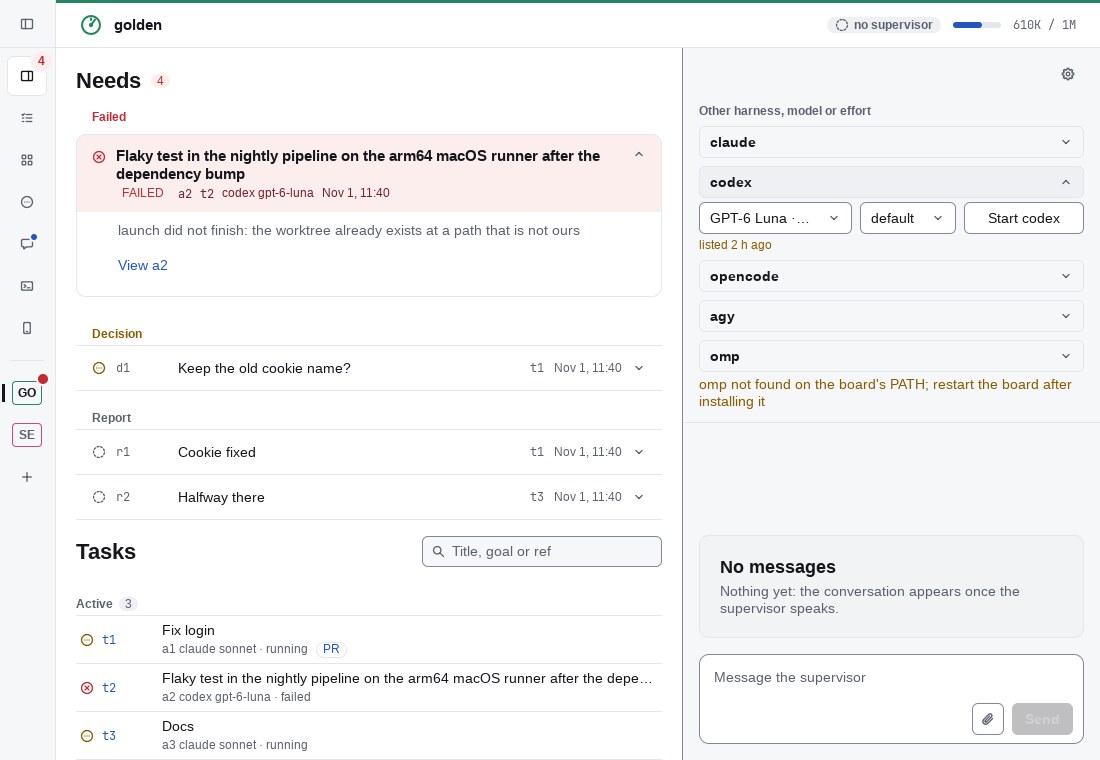 golden
no supervisor
610K / 1M
4
Needs 4
Failed
Flaky test in the nightly pipeline on the arm64 macOS runner after the
dependency bump
FAILED a2 t2 codex gpt-6-luna Nov 1, 11:40
launch did not finish: the worktree already exists at a path that is not ours
View a2
Decision
d1 Keep the old cookie name? t1 Nov 1, 11:40
Report
r1 Cookie fixed t1 Nov 1, 11:40
r2 Halfway there t3 Nov 1, 11:40
Tasks
Title, goal or ref
Active 3
t1 Fix login
a1 claude sonnet · running PR
t2 Flaky test in the nightly pipeline on the arm64 macOS runner after the depe…
a2 codex gpt-6-luna · failed
t3 Docs
a3 claude sonnet · running
GO
SE
Other harness, model or effort
claude
codex
GPT-6 Luna ·… default Start codex
listed 2 h ago
opencode
agy
omp
omp not found on the board's PATH; restart the board after
installing it
No messages
Nothing yet: the conversation appears once the
supervisor speaks.
Message the supervisor
Send